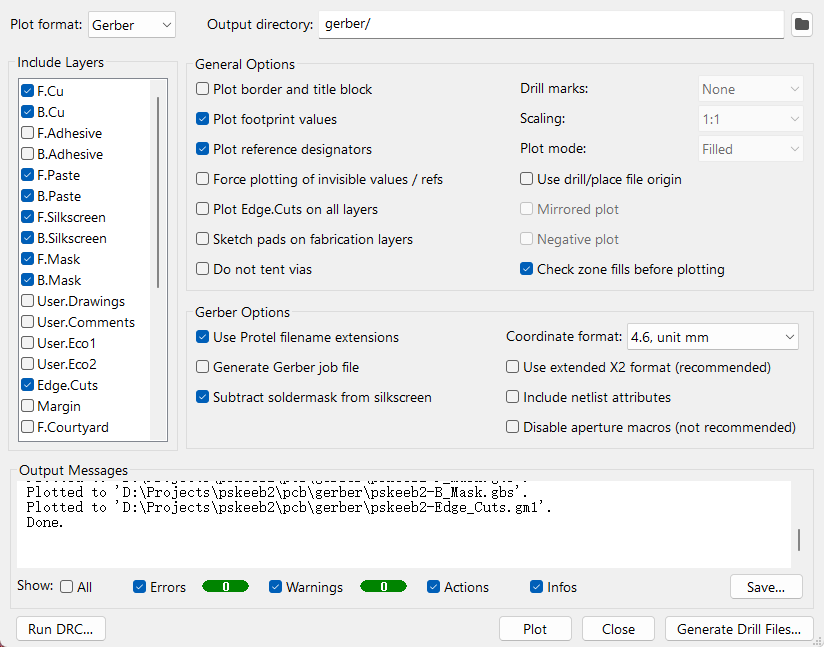 Plot format: Gerber Output directory: gerber/
Include Layers
F.Cu
B.Cu
F.Adhesive
B.Adhesive
F.Paste
B.Paste
F.Silkscreen
B.Silkscreen
F.Mask
B.Mask
User.Drawings
User.Comments
User.Eco1
User.Eco2
Edge.Cuts
Margin
F.Courtyard
General Options
Plot border and title block Drill marks: None
Plot footprint values Scaling: 1:1
Plot reference designators Plot mode: Filled
Force plotting of invisible values / refs Use drill/place file origin
Plot Edge.Cuts on all layers Mirrored plot
Sketch pads on fabrication layers Negative plot
Do not tent vias Check zone fills before plotting
Gerber Options
Use Protel filename extensions Coordinate format: 4.6, unit mm
Generate Gerber job file Use extended X2 format (recommended)
Subtract soldermask from silkscreen Include netlist attributes
Disable aperture macros (not recommended)
Output Messages
Plotted to 'D:\Projects\pskeeb2\pcb\gerber\pskeeb2-B_Mask.gbs'.
Plotted to 'D:\Projects\pskeeb2\pcb\gerber\pskeeb2-Edge_Cuts.gm1'.
Done.
Show: All Errors 0 Warnings 0 Actions Infos Save...
Run DRC... Plot Close Generate Drill Files...